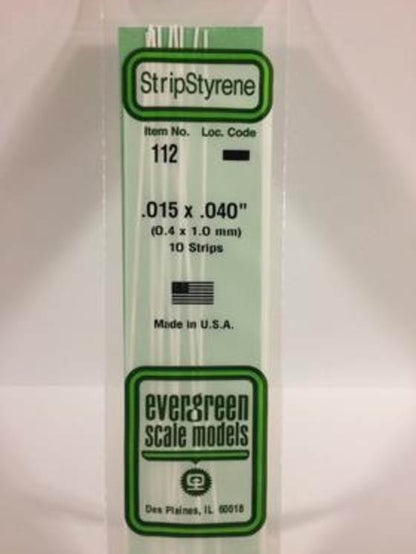 StripStyrene
Item No. Loc. Code
112
.015 x .040"
(0.4 x 1.0 mm)
10 Strips
Made in U.S.A.
evergreen
scale models
Des Plaines, IL 60018